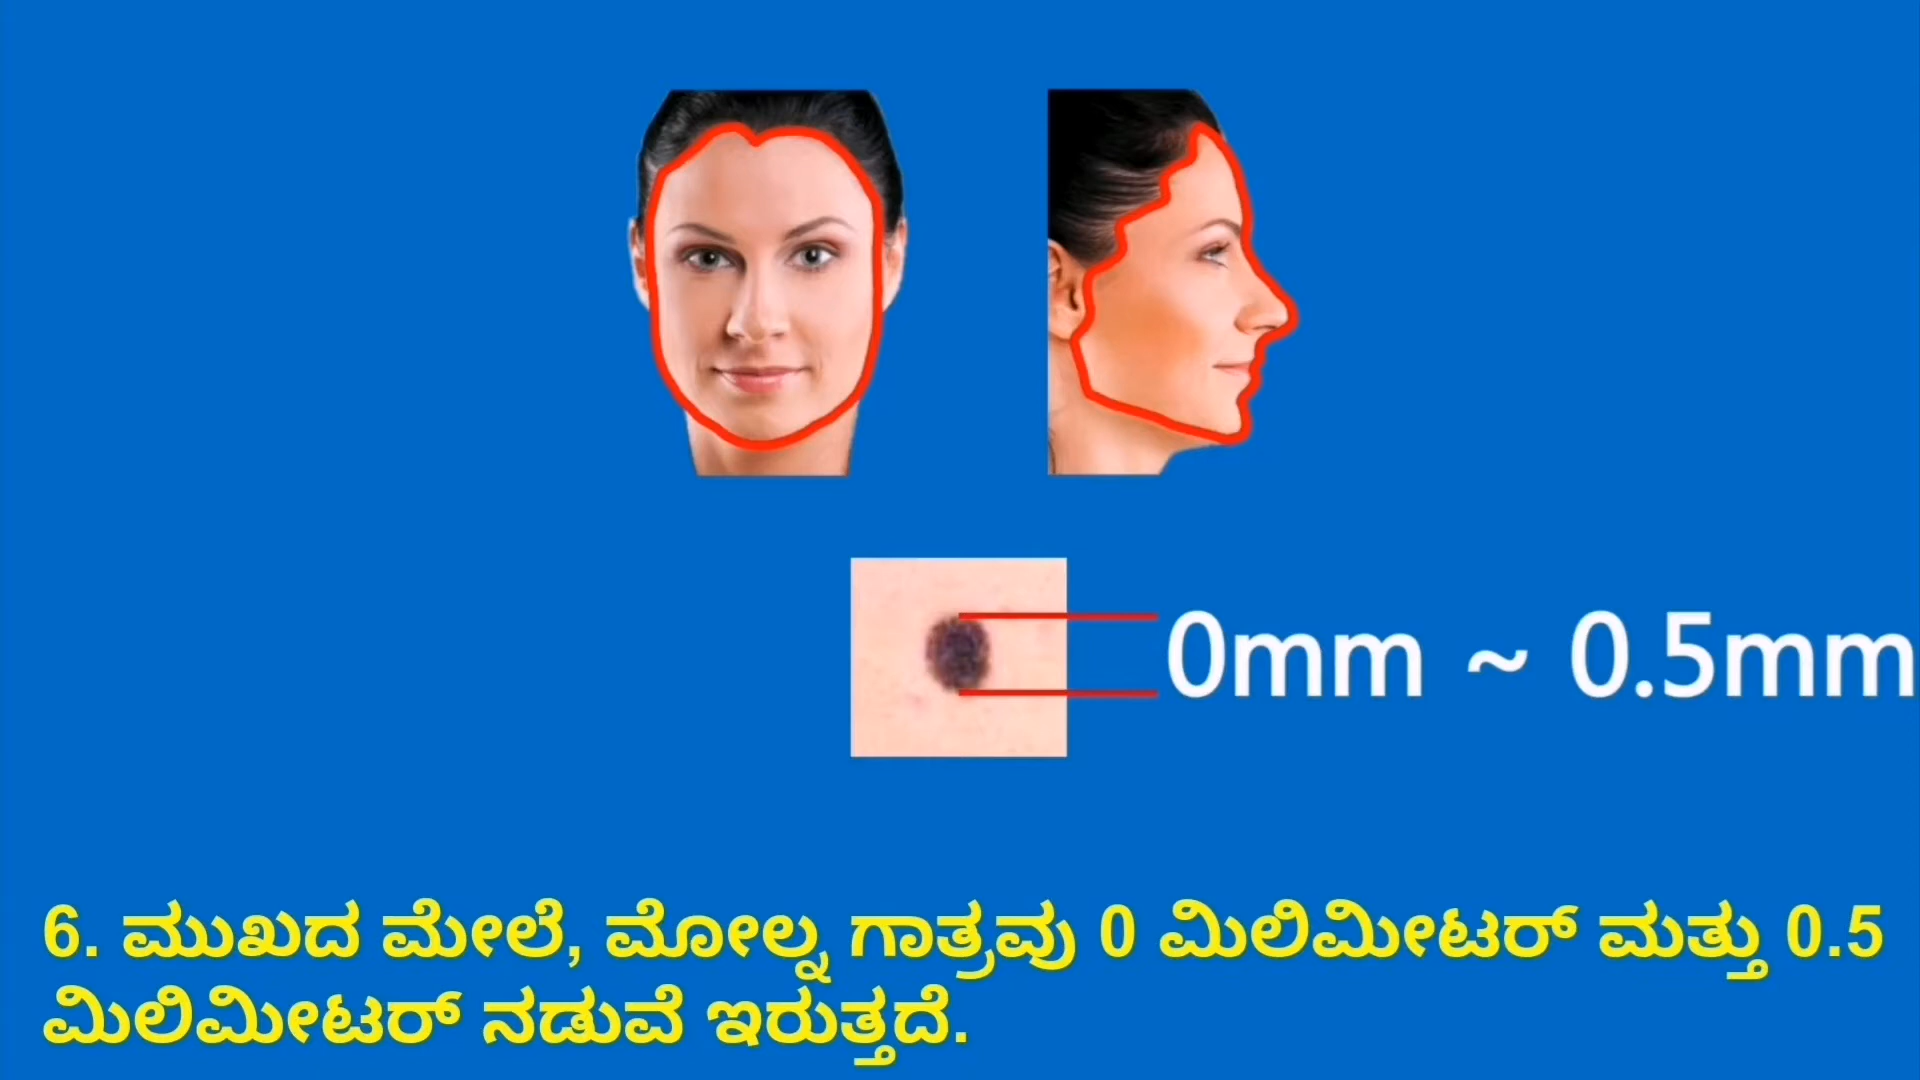 0mm ~ 0.5mm
6. ಮುಖದ ಮೇಲೆ, ಮೋಲ್ನ ಗಾತ್ರವು 0 ಮಿಲಿಮೀಟರ್ ಮತ್ತು 0.5
ಮಿಲಿಮೀಟರ್ ನಡುವೆ ಇರುತ್ತದೆ.